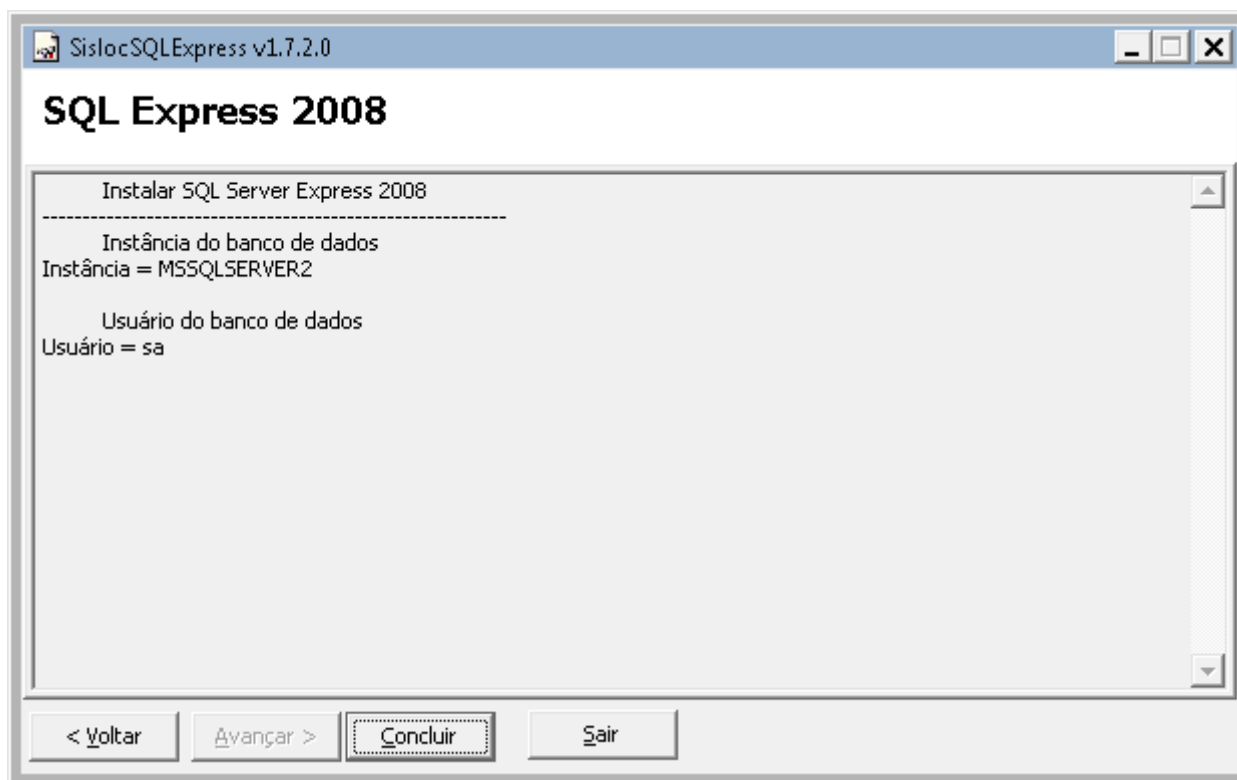 SislocSQLExpress v1.7.2.0
SQL Express 2008
Instalar SQL Server Express 2008
----------------------------------------------------------
Instância do banco de dados
Instância = MSSQLSERVER2
Usuário do banco de dados
Usuário = sa
< Voltar Avançar > Concluir Sair